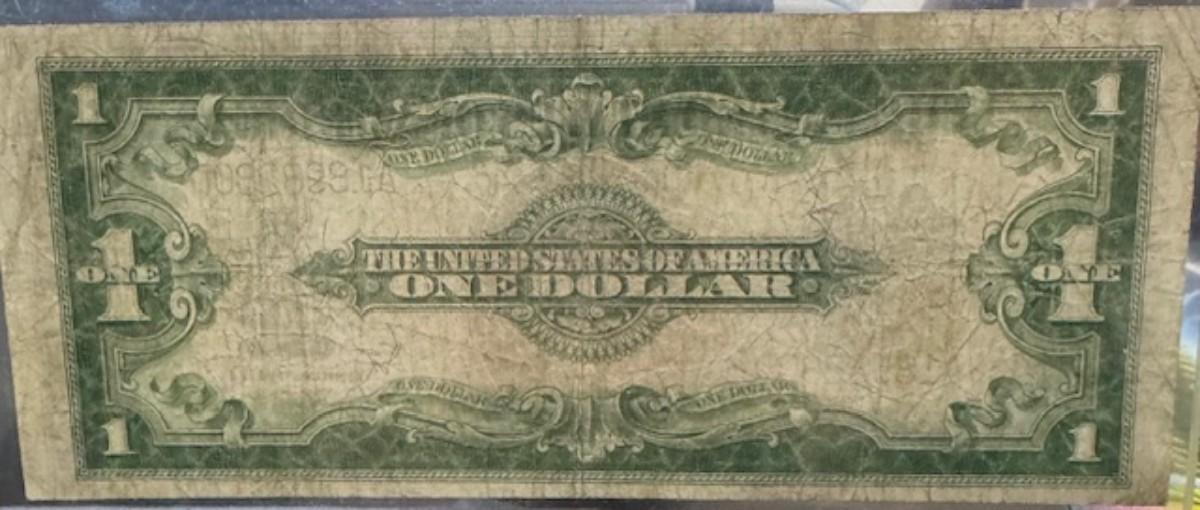 1 1
ONE DOLLAR ONE DOLLAR
THE UNITED STATES OF AMERICA
ONE DOLLAR
1 ONE 1 ONE
ONE DOLLAR ONE DOLLAR
1 1